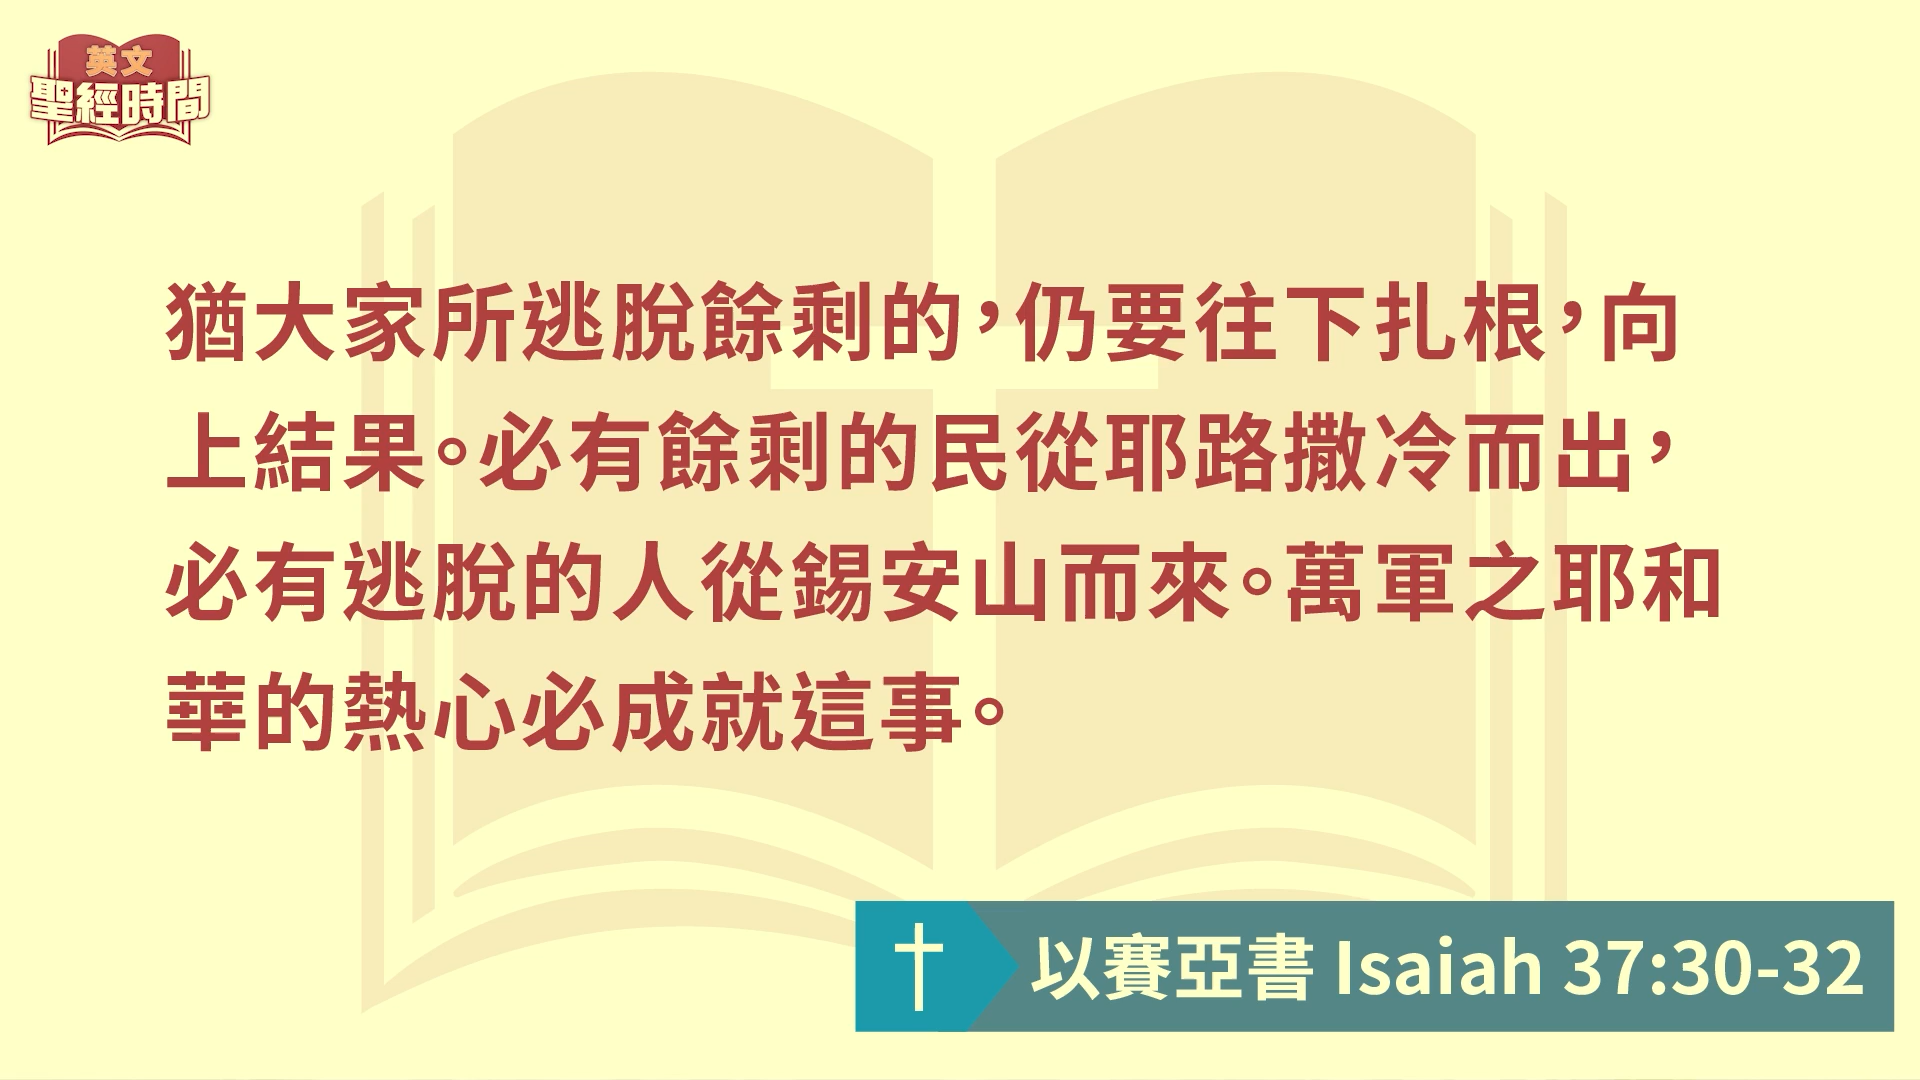 英文
聖經時間
猶大家所逃脫餘剩的，仍要往下扎根，向
上結果。必有餘剩的民從耶路撒冷而出，
必有逃脫的人從錫安山而來。萬軍之耶和
華的熱心必成就這事。
以賽亞書 Isaiah 37:30-32